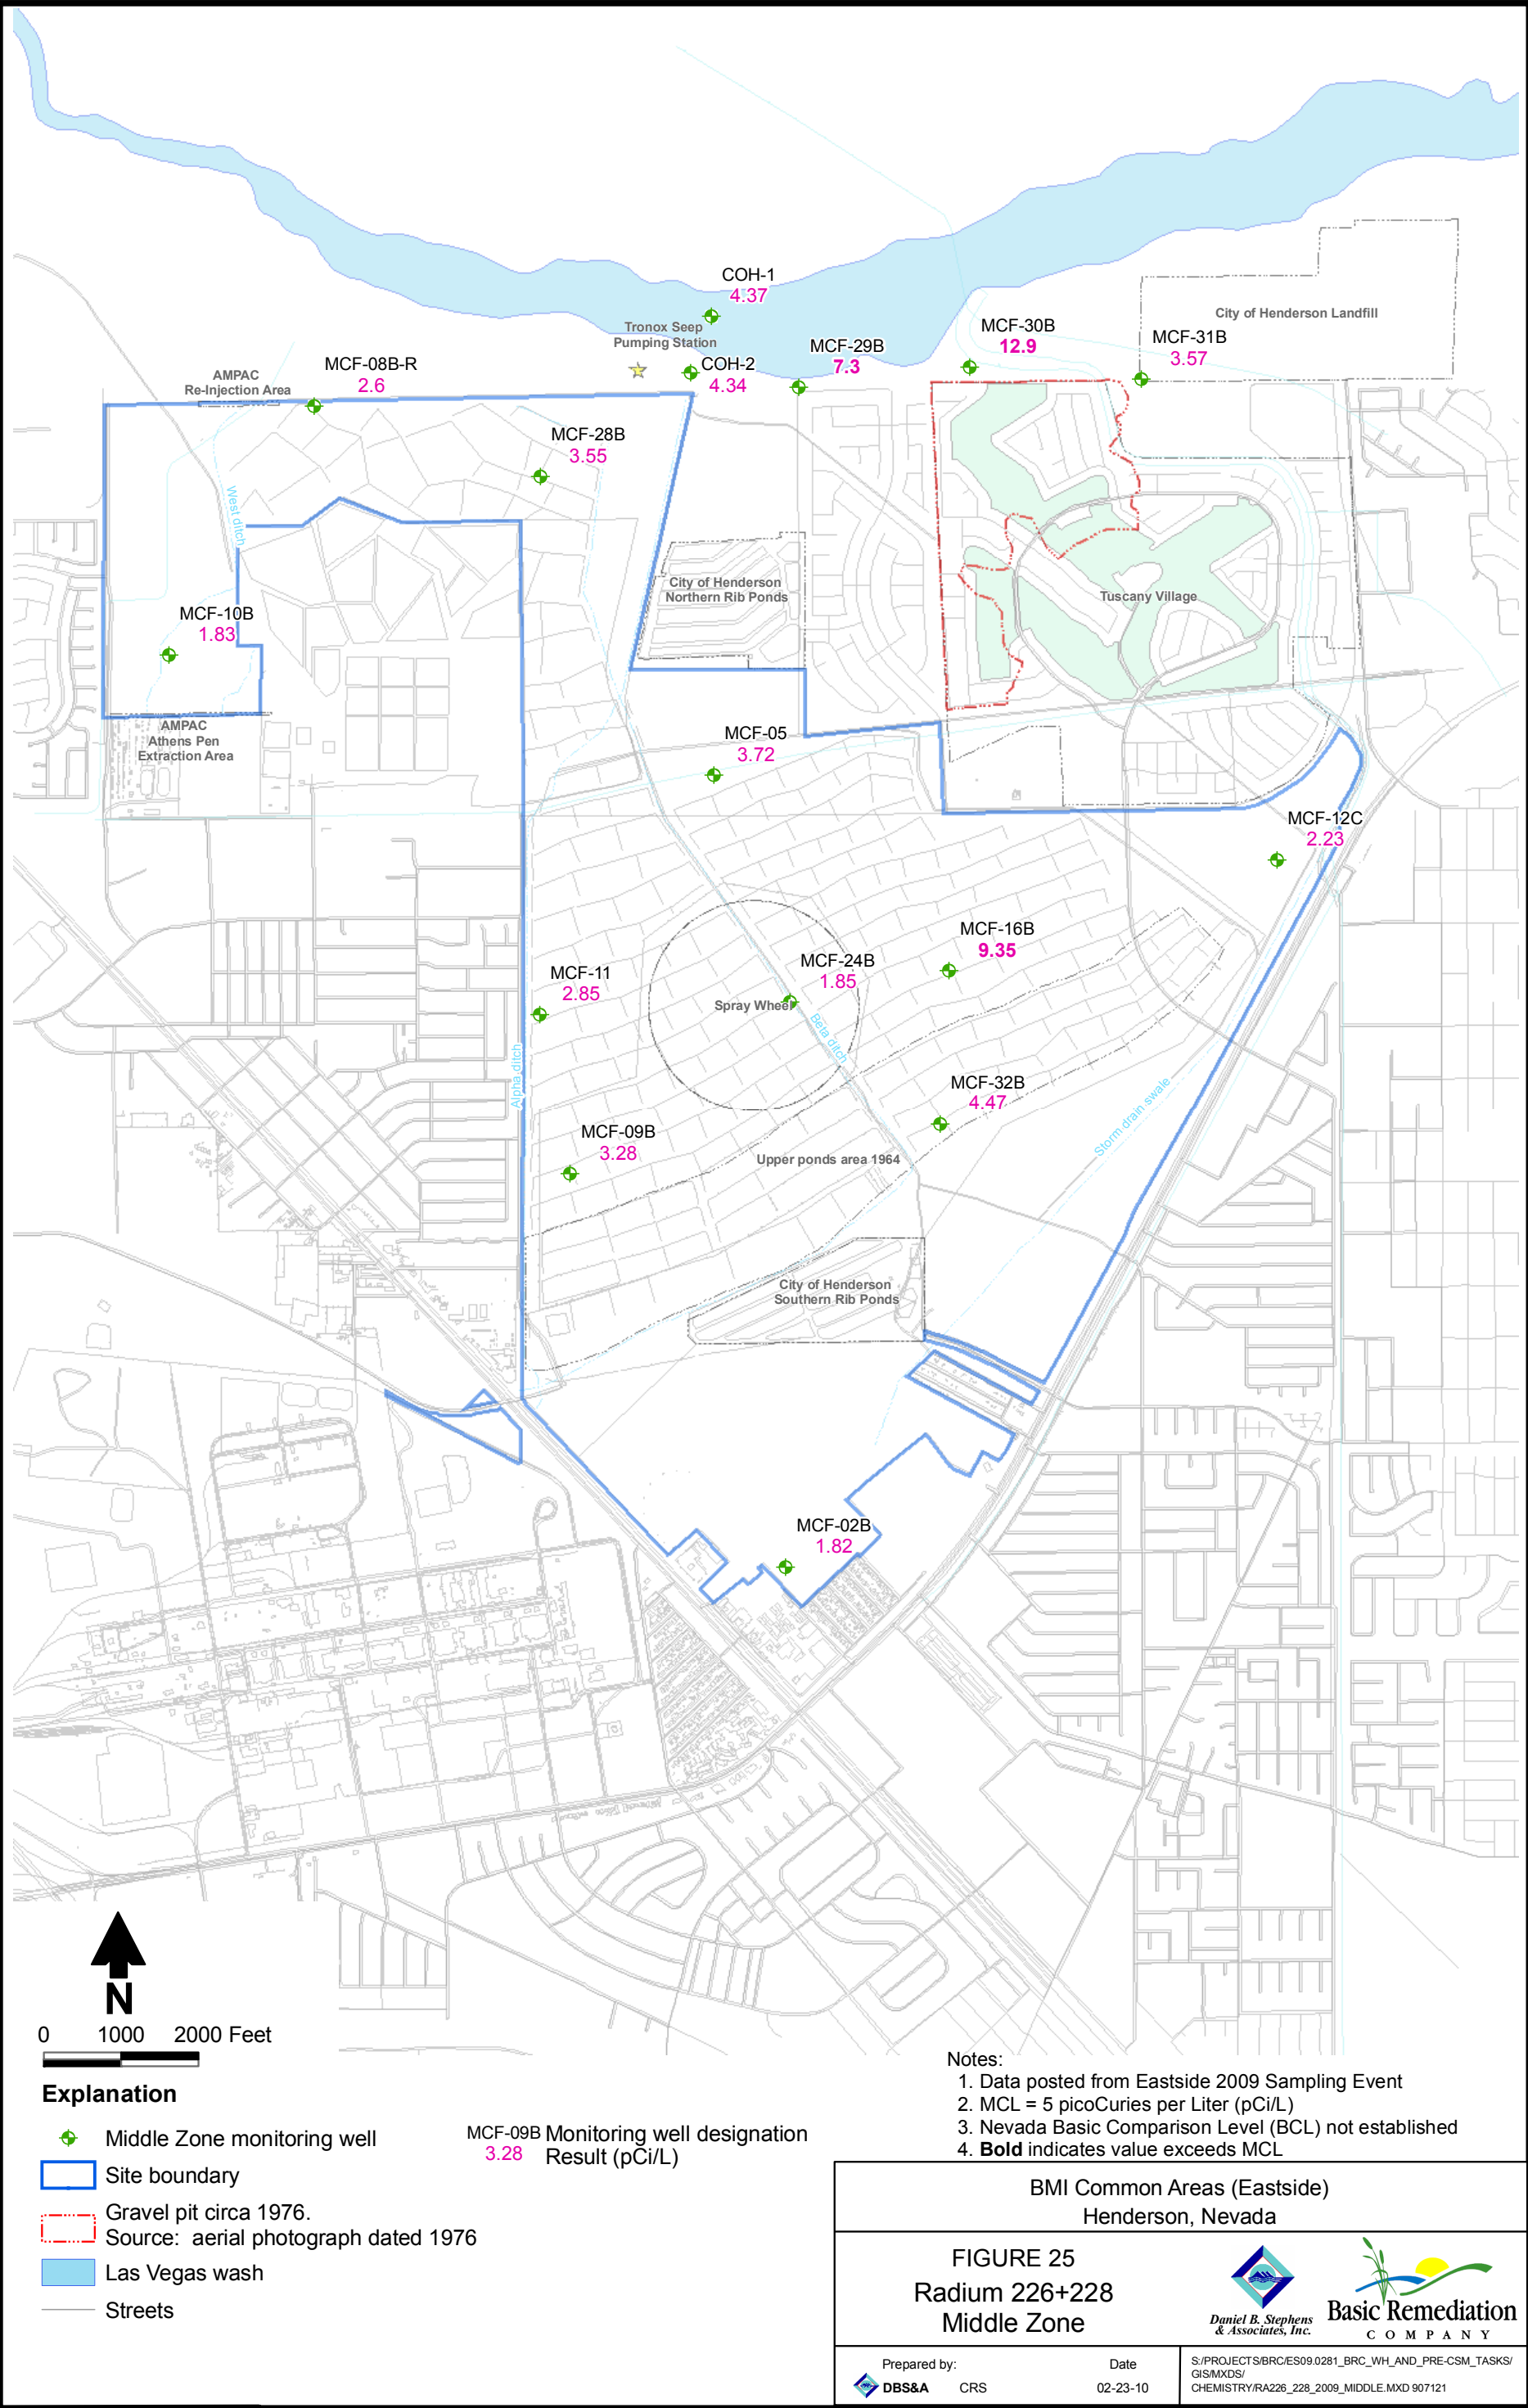 COH-1
4.37
City of Henderson Landfill
Tronox Seep
Pumping Station
MCF-30B
12.9
MCF-31B
3.57
MCF-29B
7.3
COH-2
4.34
AMPAC
Re-Injection Area
MCF-08B-R
2.6
MCF-28B
3.55
West ditch
City of Henderson
Northern Rib Ponds
Tuscany Village
MCF-10B
1.83
AMPAC
Athens Pen
Extraction Area
MCF-05
3.72
MCF-12C
2.23
MCF-16B
9.35
MCF-24B
1.85
MCF-11
2.85
Spray Wheel
Beta ditch
Alpha ditch
MCF-32B
4.47
Storm drain swale
MCF-09B
3.28
Upper ponds area 1964
City of Henderson
Southern Rib Ponds
MCF-02B
1.82
N
0 1000 2000 Feet
Explanation
Middle Zone monitoring well
Site boundary
Gravel pit circa 1976.
Source: aerial photograph dated 1976
Las Vegas wash
Streets
MCF-09B Monitoring well designation
3.28 Result (pCi/L)
Notes:
1. Data posted from Eastside 2009 Sampling Event
2. MCL = 5 picoCuries per Liter (pCi/L)
3. Nevada Basic Comparison Level (BCL) not established
4. Bold indicates value exceeds MCL
BMI Common Areas (Eastside)
Henderson, Nevada
FIGURE 25
Radium 226+228
Middle Zone
Daniel B. Stephens
& Associates, Inc.
Basic Remediation
COMPANY
Prepared by:
DBS&A CRS
Date
02-23-10
S:/PROJECTS/BRC/ES09.0281_BRC_WH_AND_PRE-CSM_TASKS/
GIS/MXDS/
CHEMISTRY/RA226_228_2009_MIDDLE.MXD 907121